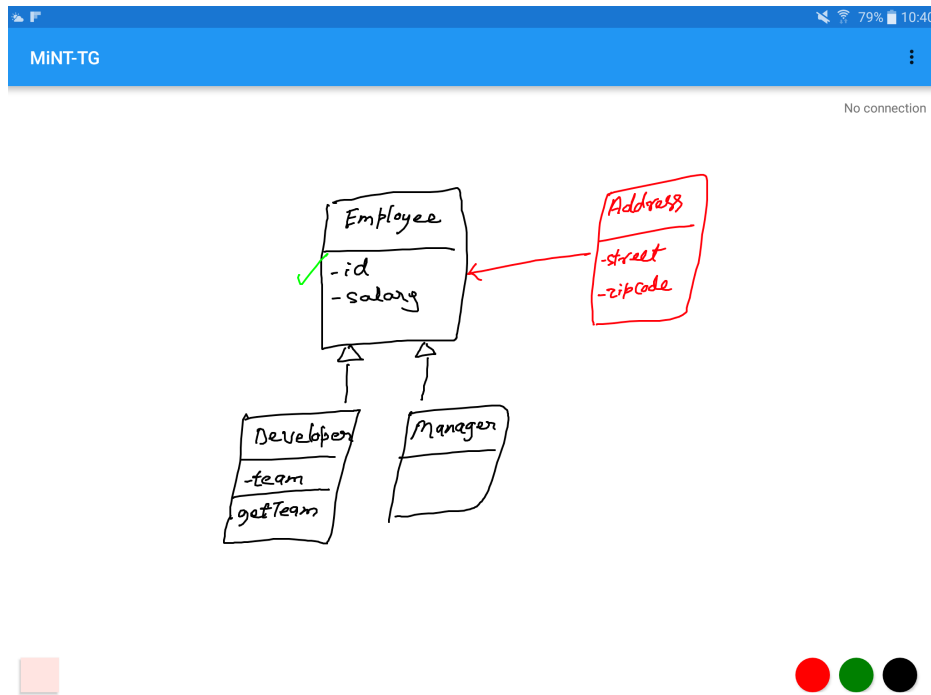 79% 10:40
MiNT-TG
No connection
Employee
-id
-salary
Address
-street
-zipcode
Developer
-team
getTeam
Manager